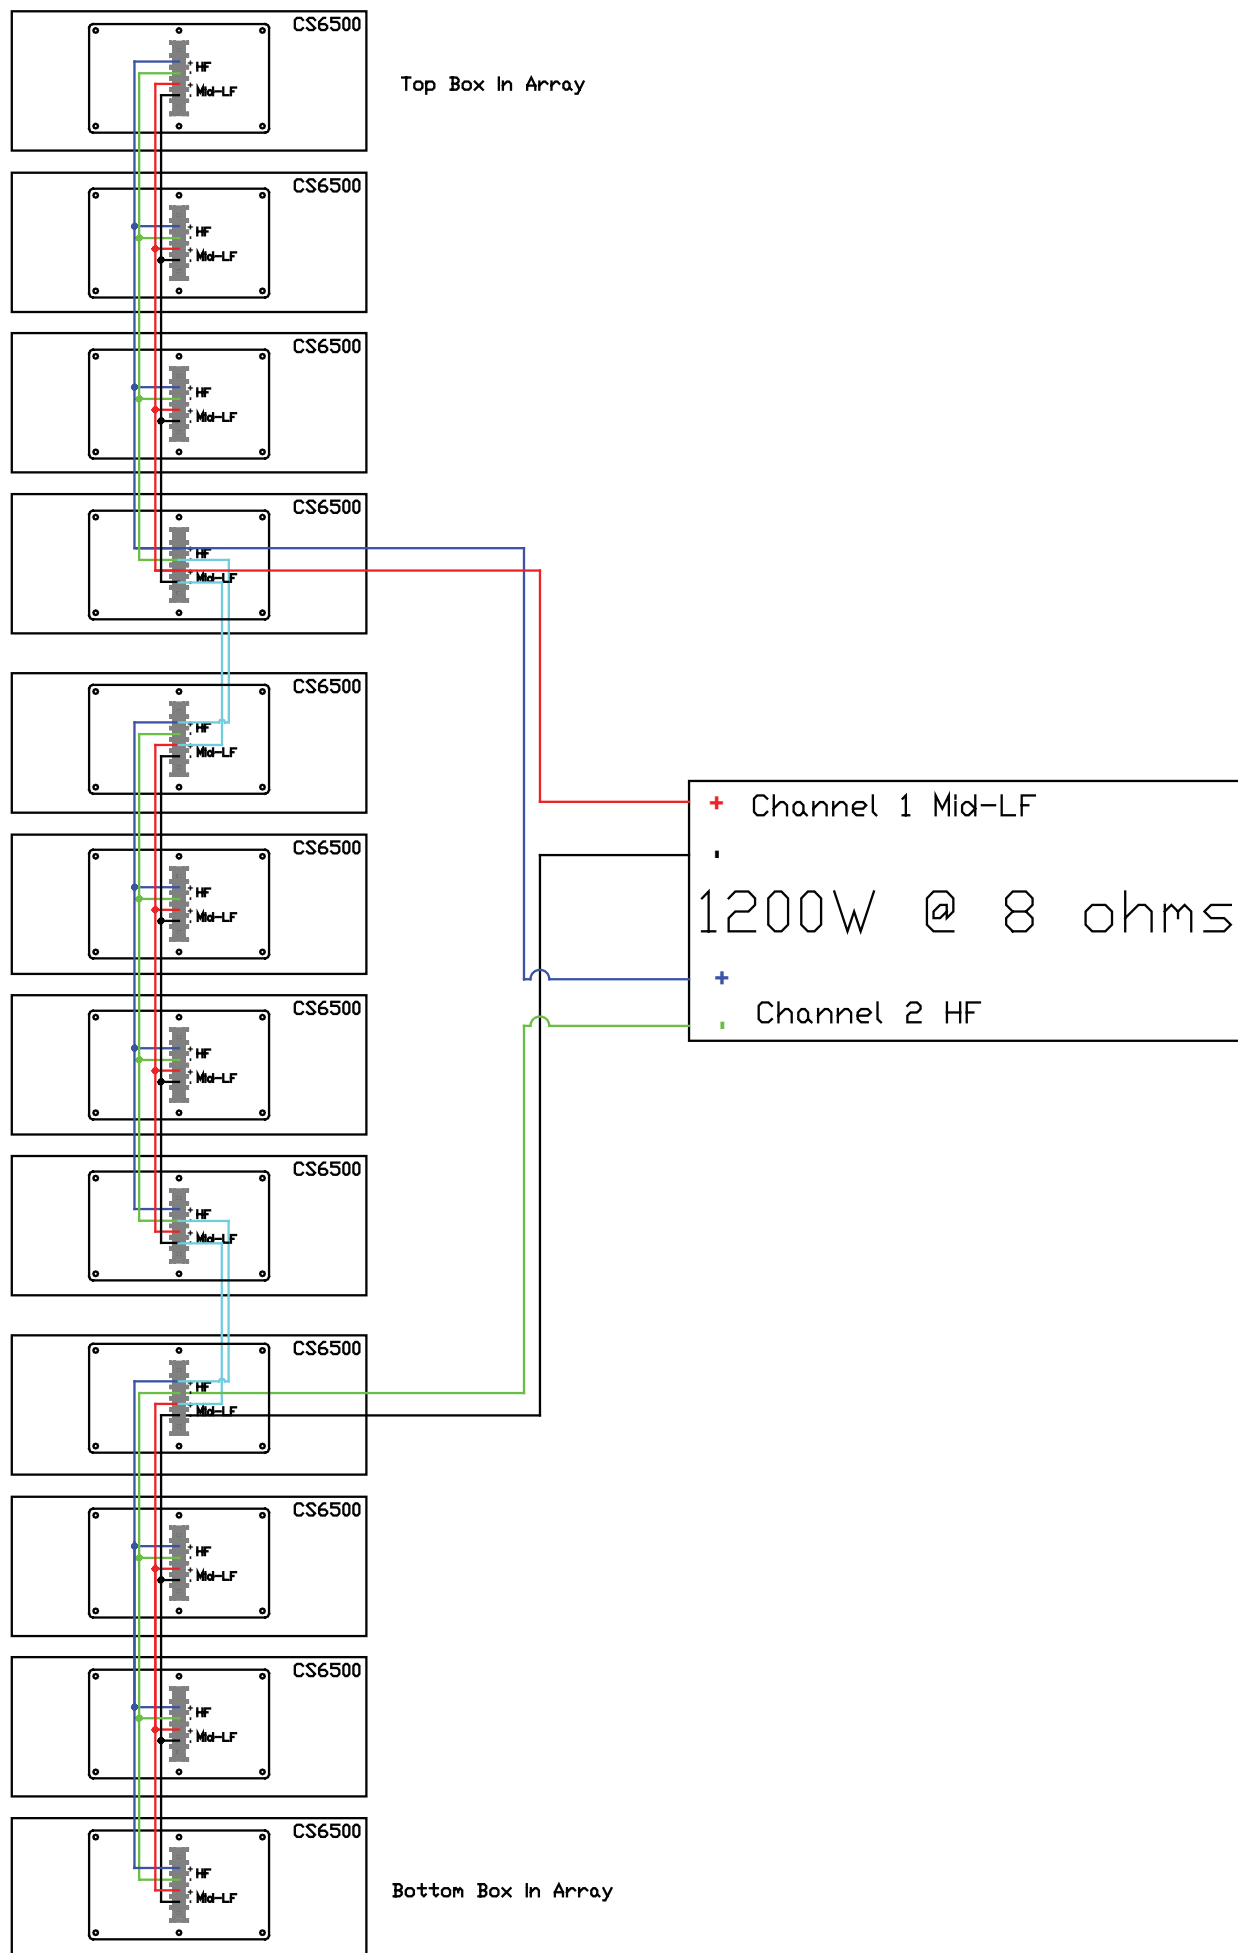 CS6500
HF
Mid-LF
Top Box In Array
CS6500
HF
Mid-LF
CS6500
HF
Mid-LF
CS6500
HF
Mid-LF
CS6500
HF
Mid-LF
+ Channel 1 Mid-LF
-
1200W @ 8 ohms
+
Channel 2 HF
-
CS6500
HF
Mid-LF
CS6500
HF
Mid-LF
CS6500
HF
Mid-LF
CS6500
HF
Mid-LF
CS6500
HF
Mid-LF
CS6500
HF
Mid-LF
CS6500
HF
Mid-LF
Bottom Box In Array